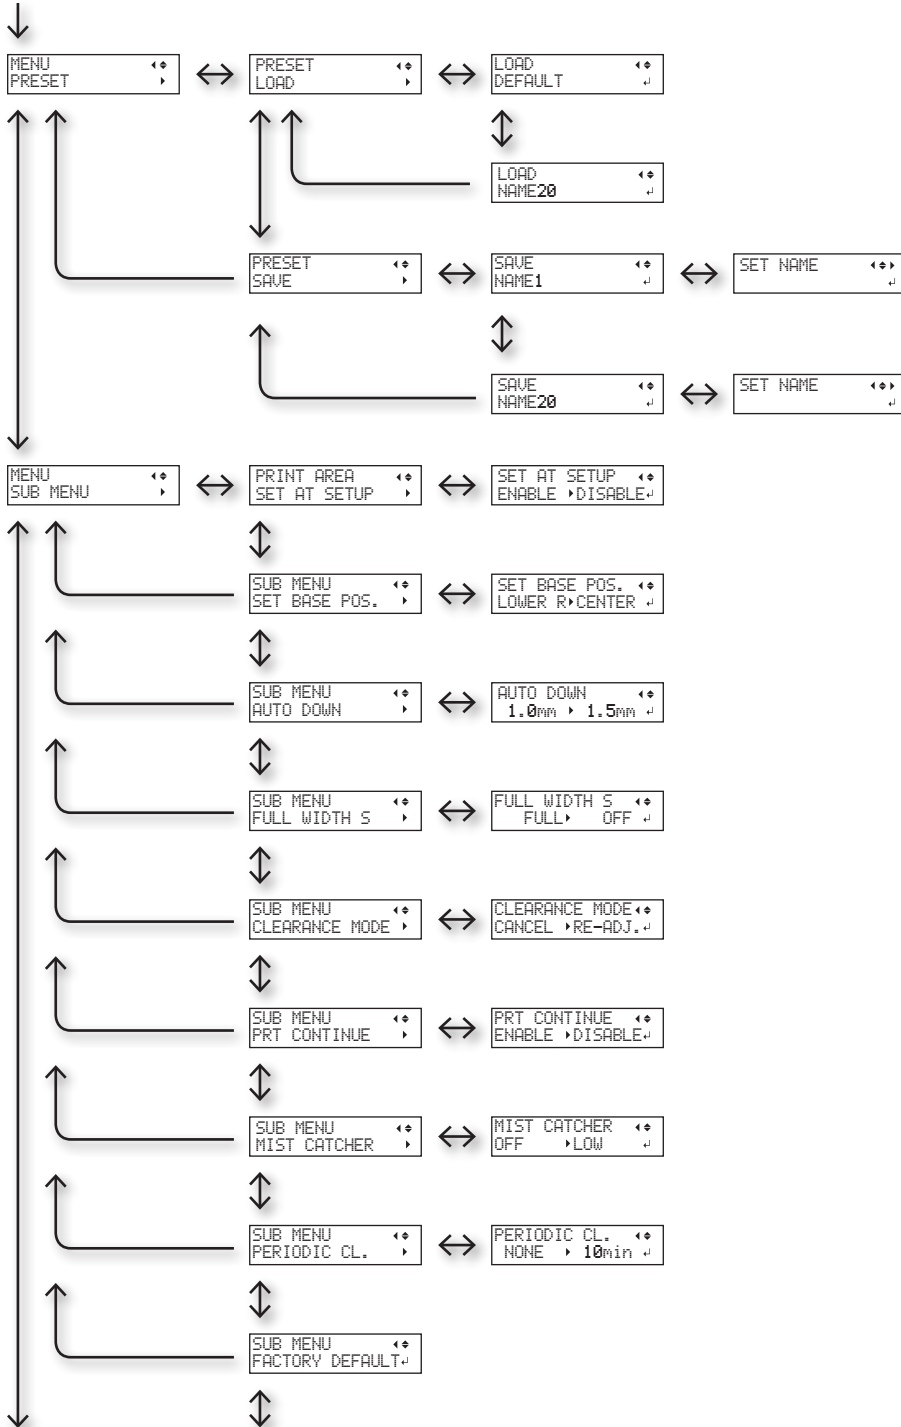 MENU
PRESET
PRESET
LOAD
LOAD
DEFAULT
LOAD
NAME20
PRESET
SAVE
SAVE
NAME1
SET NAME
SAVE
NAME20
SET NAME
MENU
SUB MENU
PRINT AREA
SET AT SETUP
SET AT SETUP
ENABLE DISABLE
SUB MENU
SET BASE POS.
SET BASE POS.
LOWER R CENTER
SUB MENU
AUTO DOWN
AUTO DOWN
1.0mm 1.5mm
SUB MENU
FULL WIDTH S
FULL WIDTH S
FULL OFF
SUB MENU
CLEARANCE MODE
CLEARANCE MODE
CANCEL RE-ADJ.
SUB MENU
PRT CONTINUE
PRT CONTINUE
ENABLE DISABLE
SUB MENU
MIST CATCHER
MIST CATCHER
OFF LOW
SUB MENU
PERIODIC CL.
PERIODIC CL.
NONE 10min
SUB MENU
FACTORY DEFAULT